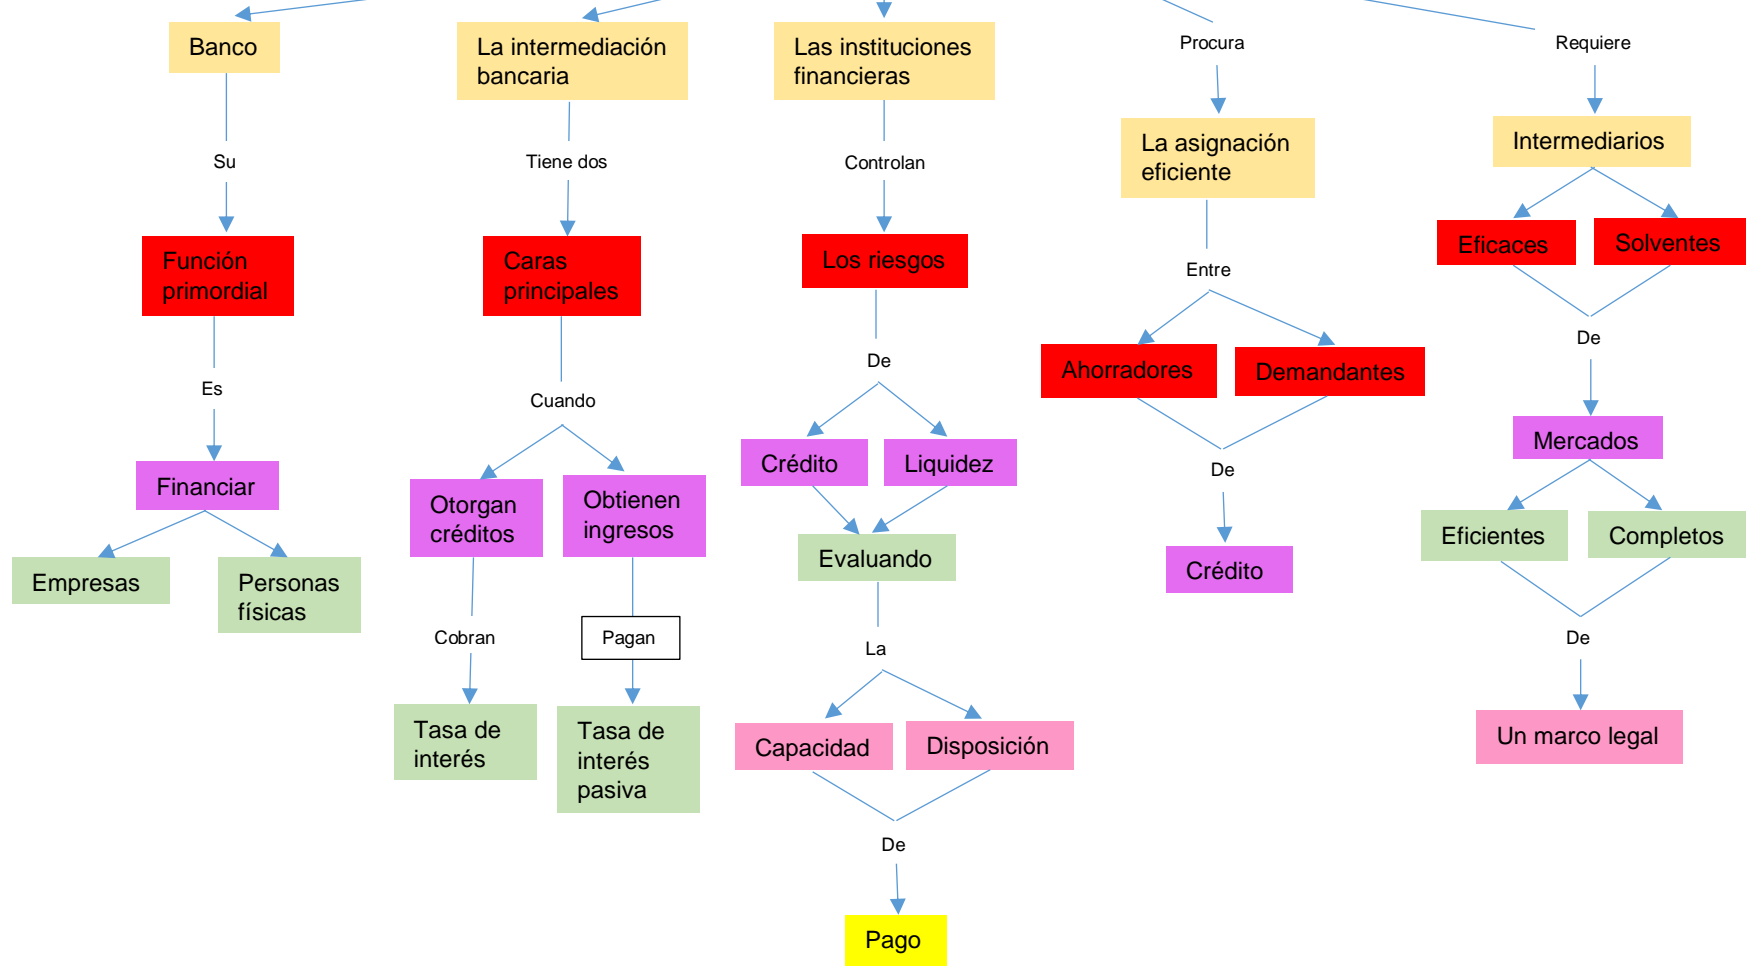 Banco
La intermediación
bancaria
Las instituciones
financieras
Procura
Requiere
Su
Tiene dos
Controlan
La asignación
eficiente
Intermediarios
Función
primordial
Caras
principales
Los riesgos
Entre
Eficaces
Solventes
Es
Cuando
De
Ahorradores
Demandantes
De
Financiar
Otorgan
créditos
Obtienen
ingresos
Crédito
Liquidez
De
Mercados
Empresas
Personas
físicas
Evaluando
Crédito
Eficientes
Completos
Cobran
Pagan
La
De
Tasa de
interés
Tasa de
interés
pasiva
Capacidad
Disposición
Un marco legal
De
Pago